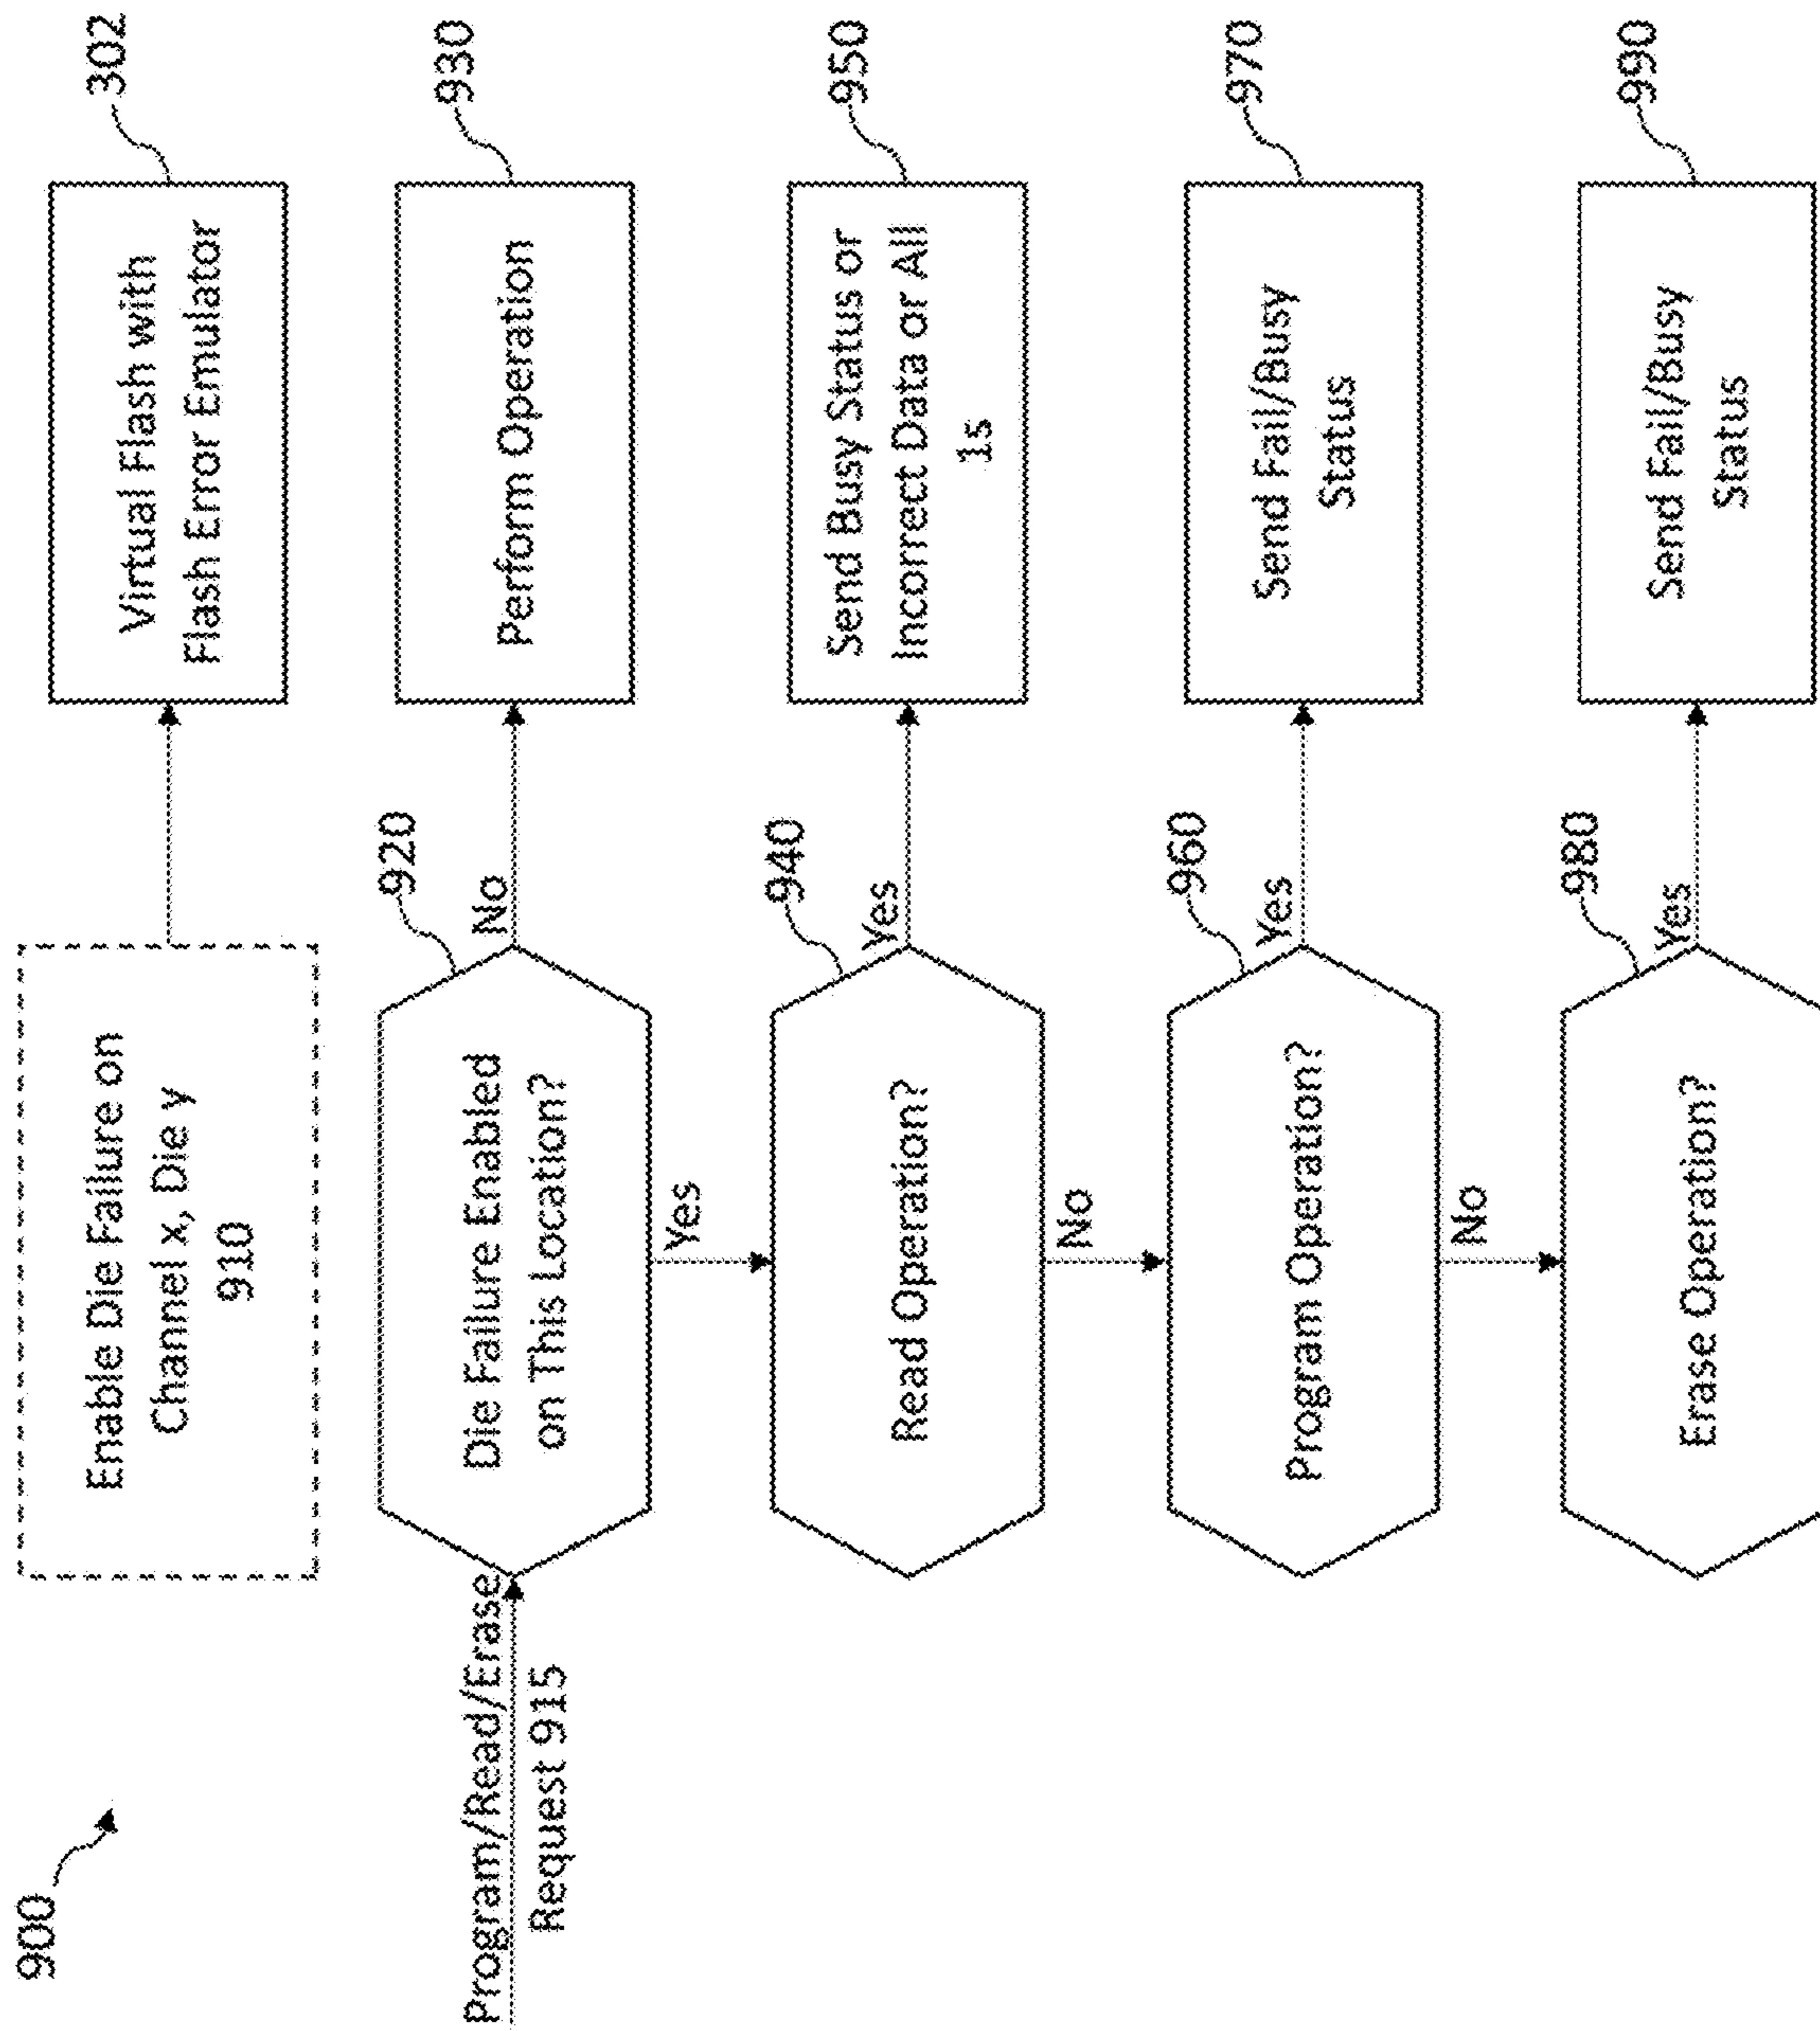 900
Enable Die Failure on
Channel x, Die y
910
Virtual Flash with
Flash Error Emulator
302
Program/Read/Erase
Request 915
Die Failure Enabled
on This Location?
920
No
Perform Operation
930
Yes
Read Operation?
940
Yes
Send Busy Status or
Incorrect Data or All
1s
950
No
Program Operation?
960
Yes
Send Fail/Busy
Status
970
No
Erase Operation?
980
Yes
Send Fail/Busy
Status
990